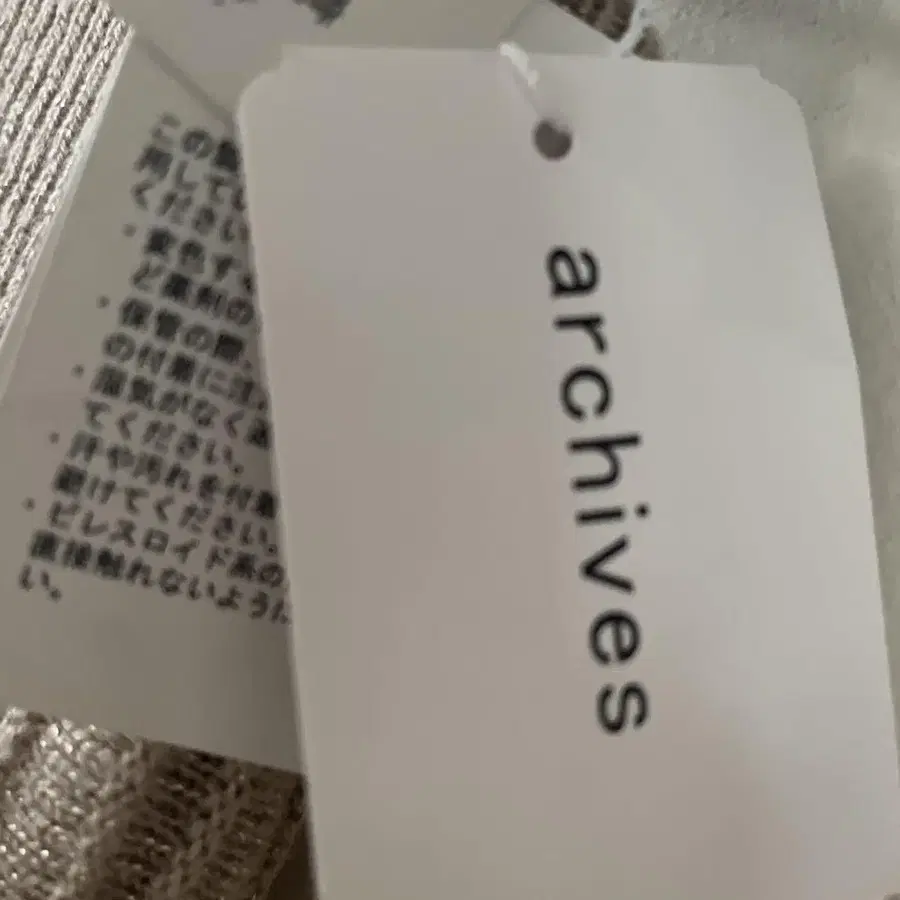 archives
この
用して
ください
・変色す
ど薬剤の
・保管の際、
の付着に注
・湿気がなく
てください。
・汗や汚れを付着
避けてください。
・ピレスロイド系の
直接触れないように
い。